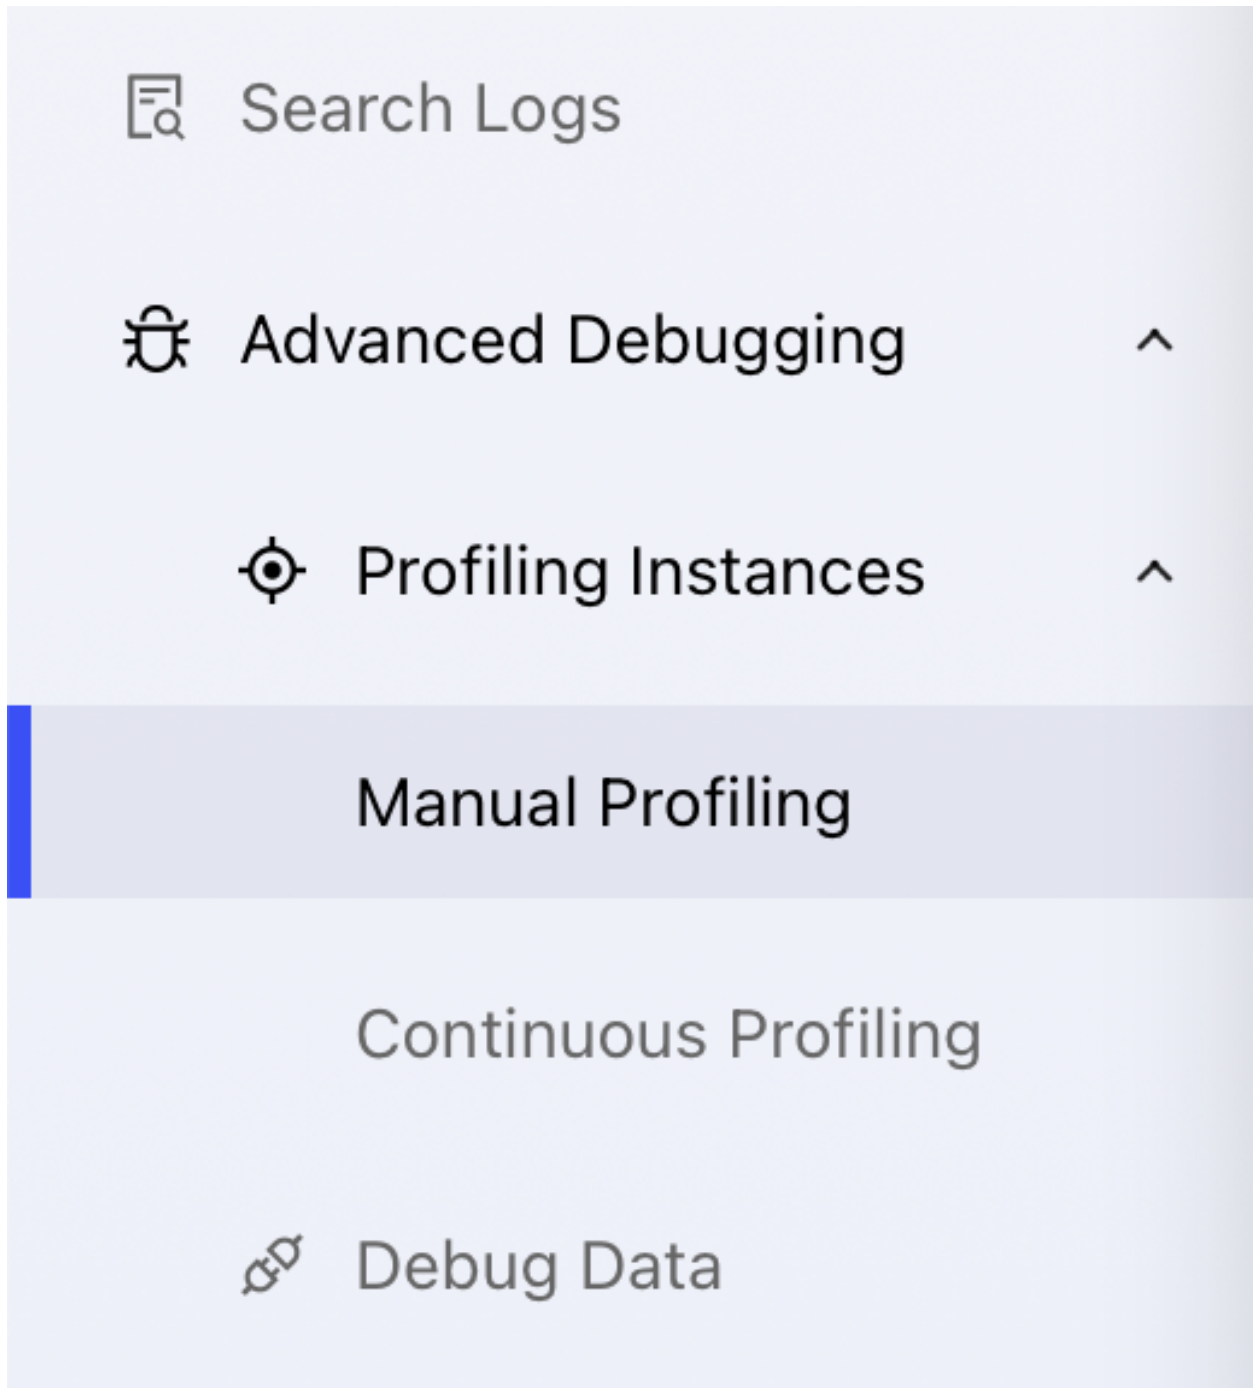 Search Logs
Advanced Debugging
Profiling Instances
Manual Profiling
Continuous Profiling
Debug Data